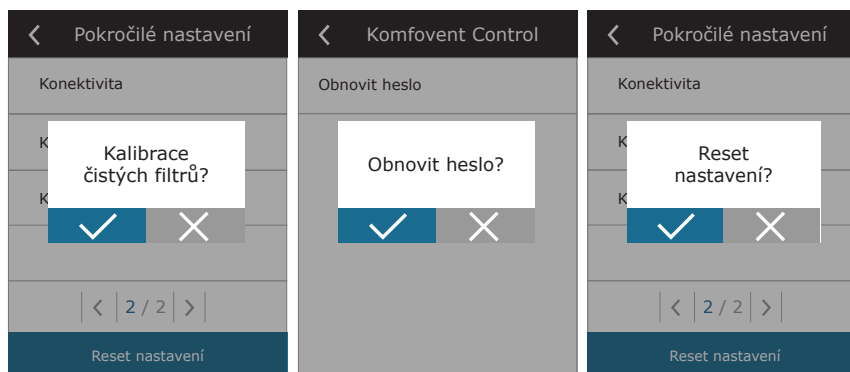 Pokročilé nastavení
Konektivita
K
Kalibrace
čistých filtrů?
K
2 / 2
Reset nastavení
Komfovent Control
Obnovit heslo
Obnovit heslo?
Pokročilé nastavení
Konektivita
K
Reset
nastavení?
K
2 / 2
Reset nastavení